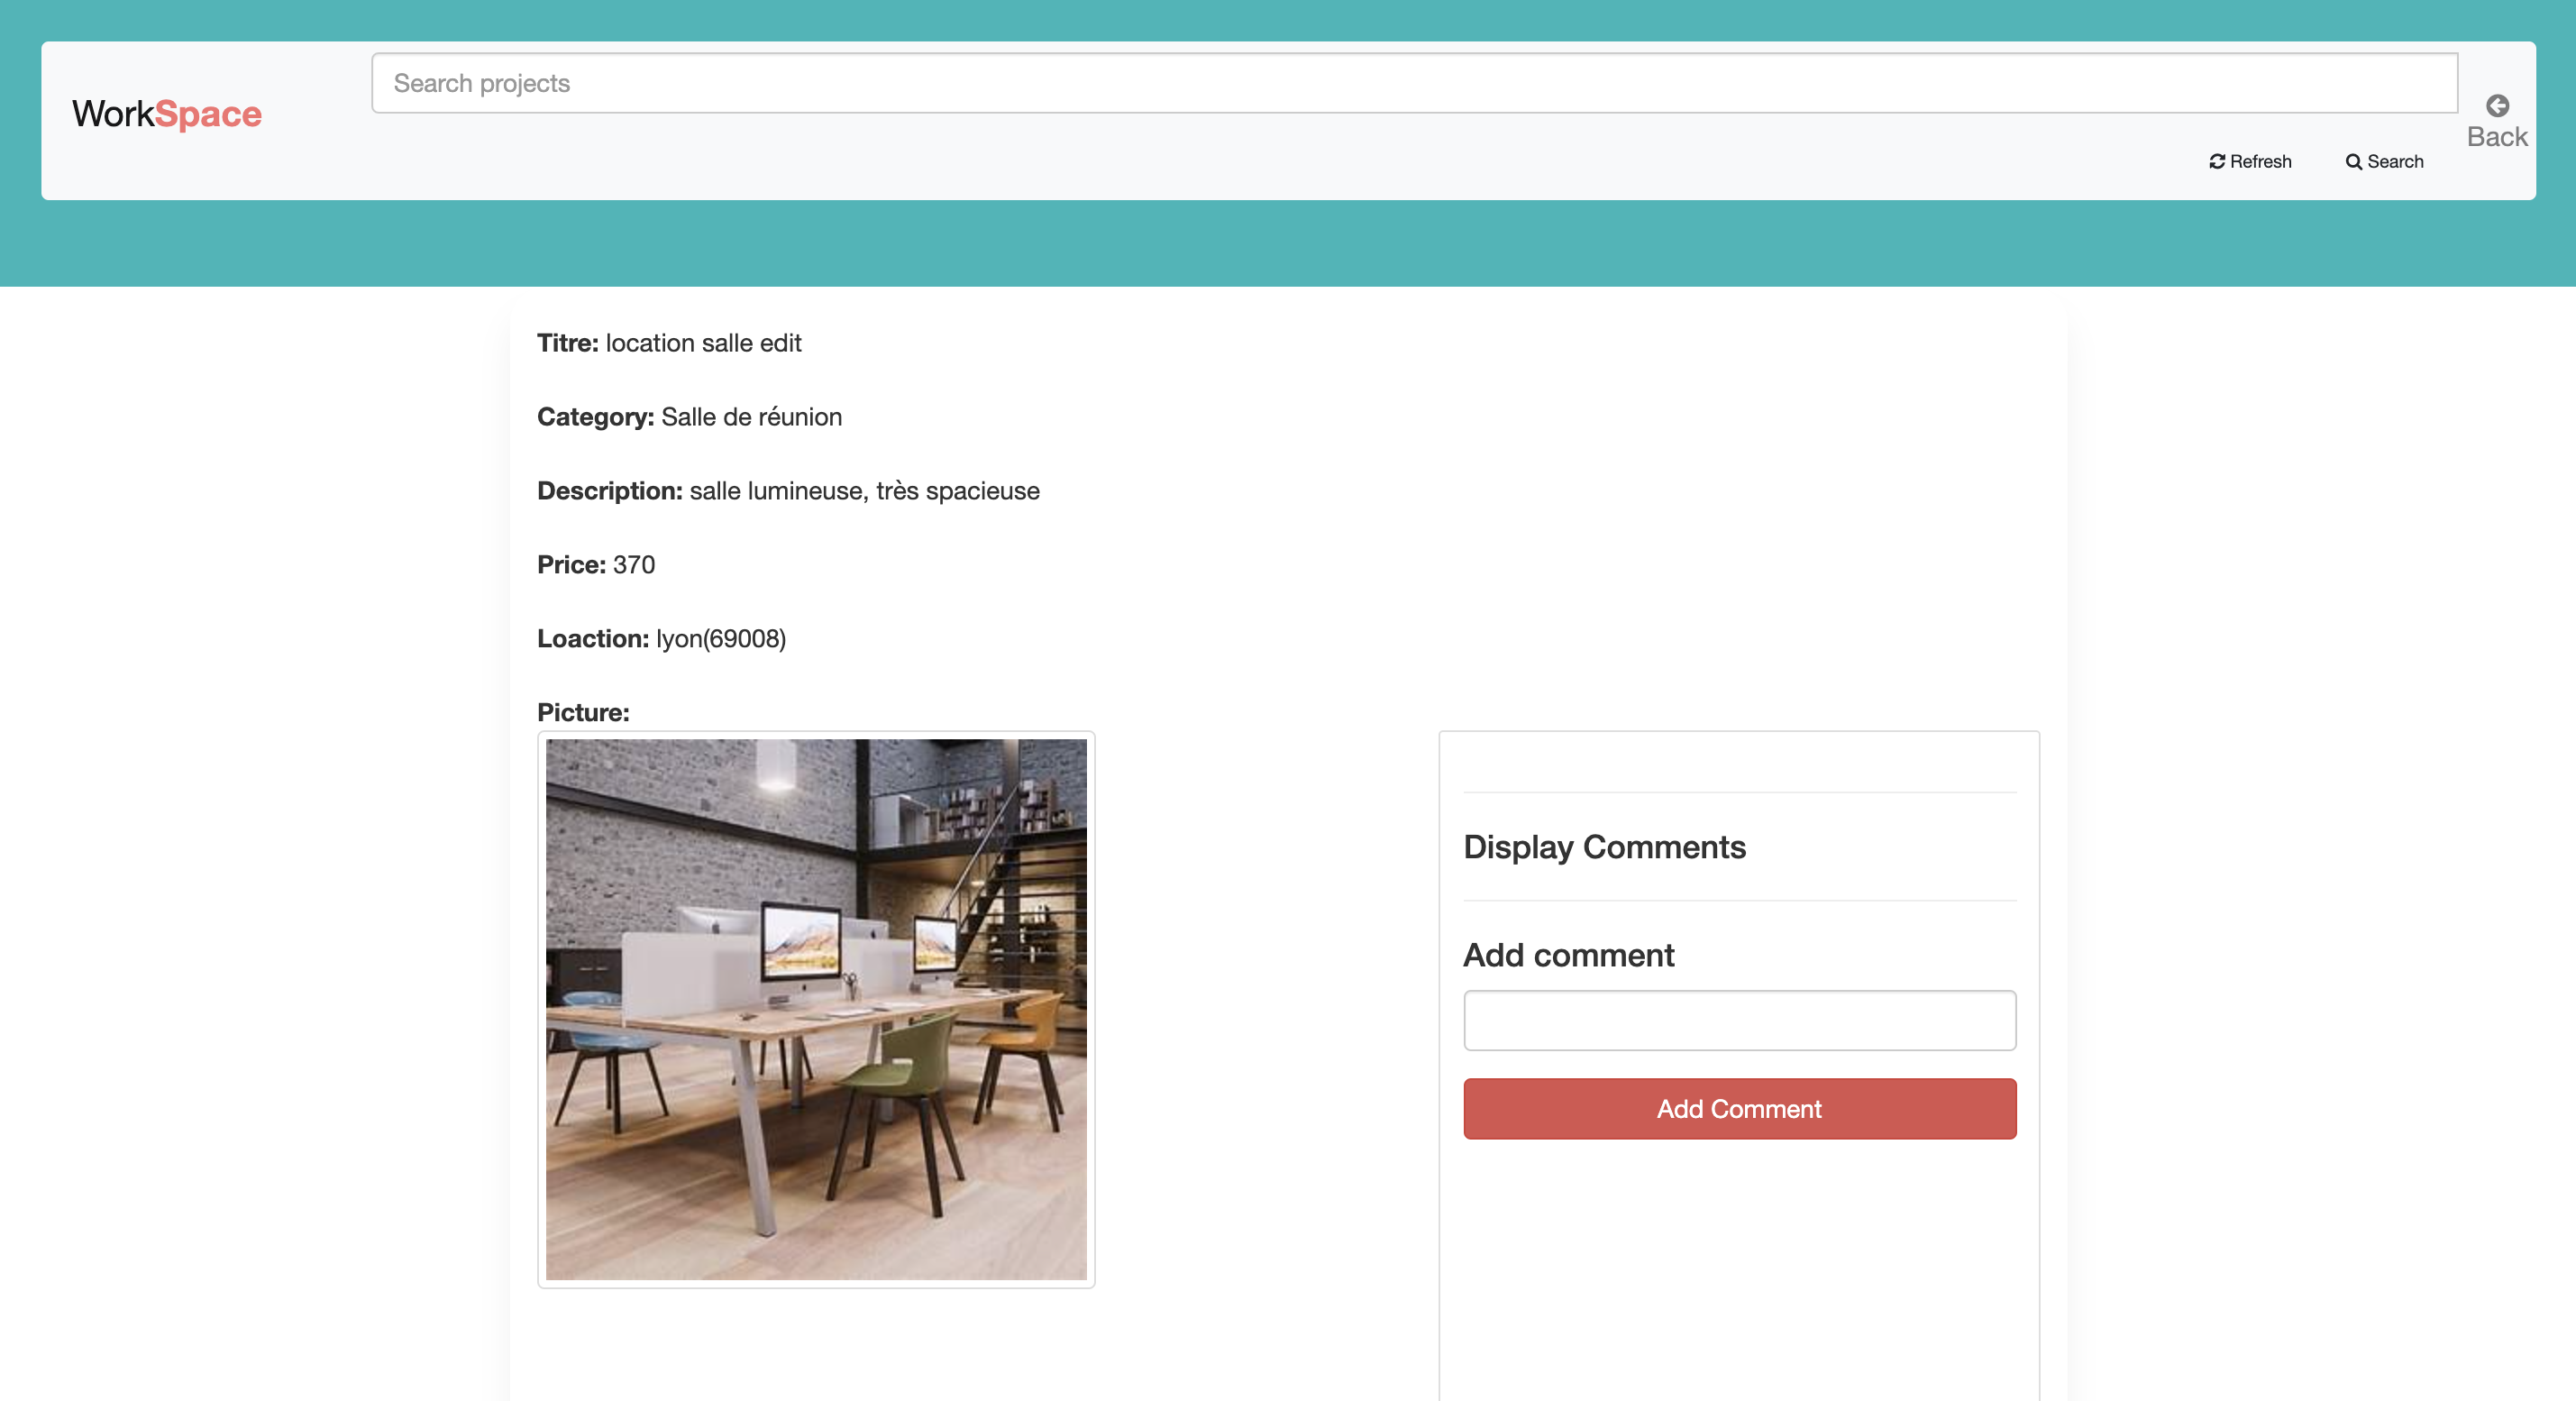 WorkSpace
Search projects
Back
Refresh
Search
Titre: location salle edit
Category: Salle de réunion
Description: salle lumineuse, très spacieuse
Price: 370
Loaction: lyon(69008)
Picture:
Display Comments
Add comment
Add Comment